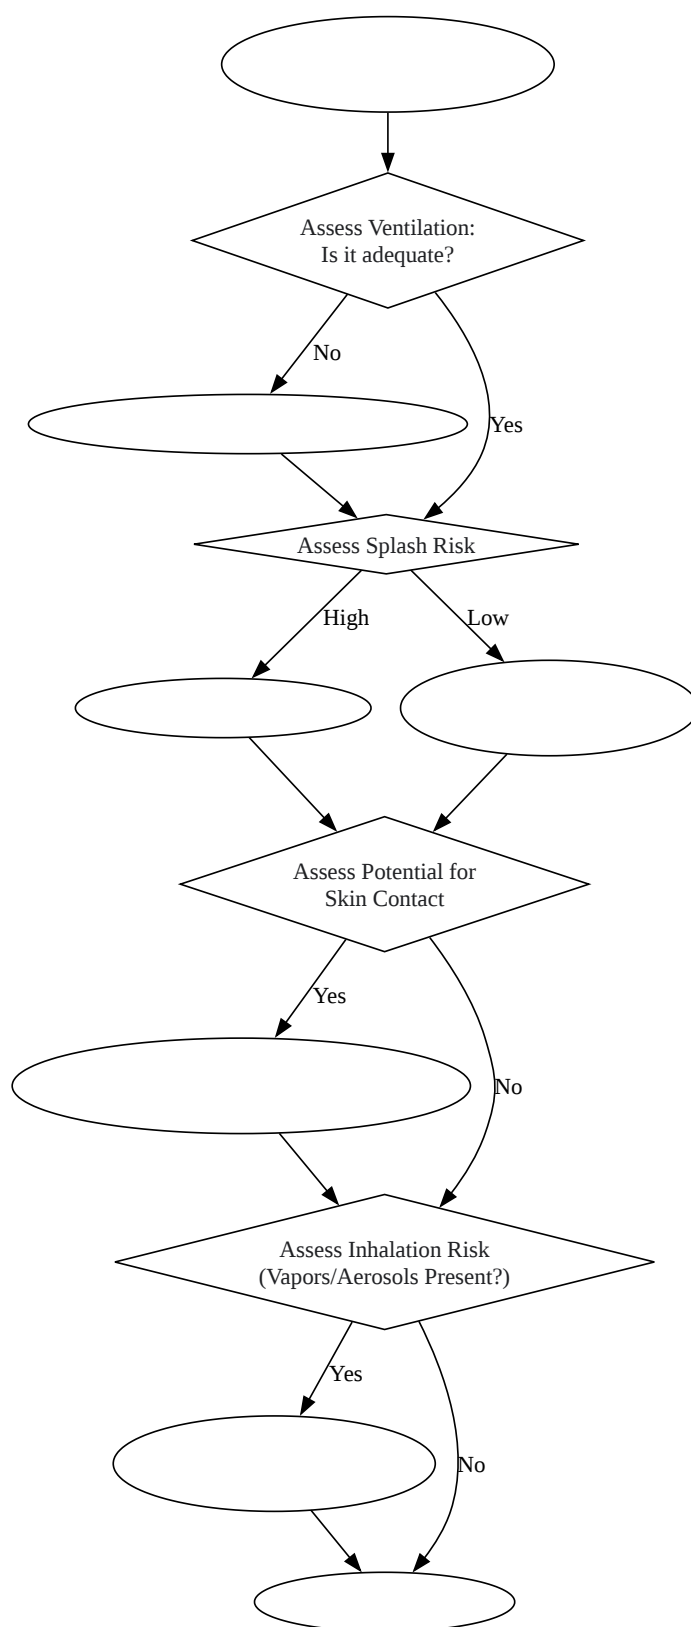 Assess Ventilation:
Is it adequate?
No
Yes
Assess Splash Risk
High
Low
Assess Potential for
Skin Contact
Yes
No
Assess Inhalation Risk
(Vapors/Aerosols Present?)
Yes
No